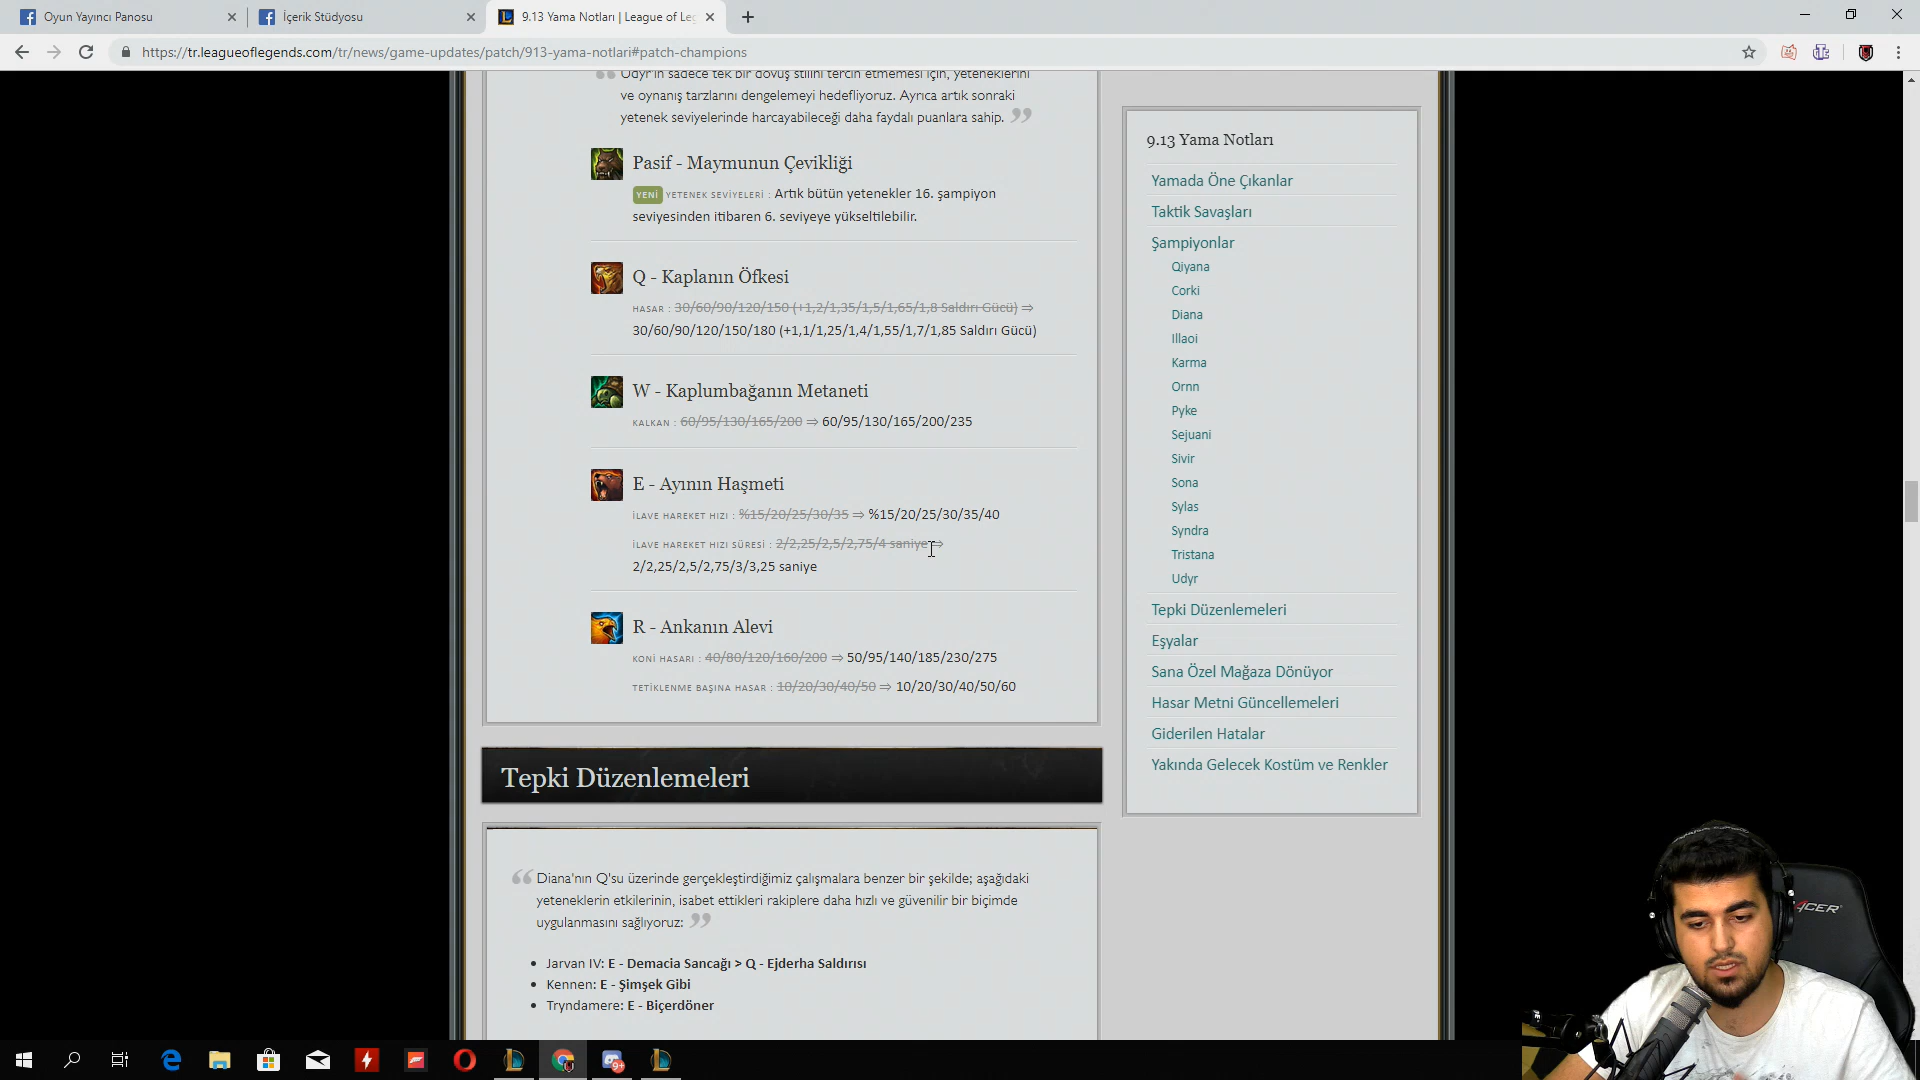 Oyun Yayıncı Panosu
İçerik Stüdyosu
9.13 Yama Notları | League of Leg
https://tr.leagueoflegends.com/tr/news/game-updates/patch/913-yama-notlari#patch-champions
Udyr'in sadece tek bir dövüş stilini tercih etmemesi için, yeteneklerini
ve oynanış tarzlarını dengelemeyi hedefliyoruz. Ayrıca artık sonraki
yetenek seviyelerinde harcayabileceği daha faydalı puanlara sahip.
Pasif - Maymunun Çevikliği
YENİ YETENEK SEVİYELERİ : Artık bütün yetenekler 16. şampiyon
seviyesinden itibaren 6. seviyeye yükseltilebilir.
Q - Kaplanın Öfkesi
HASAR : 30/60/90/120/150 (+1,2/1,35/1,5/1,65/1,8 Saldırı Gücü) ⇒
30/60/90/120/150/180 (+1,1/1,25/1,4/1,55/1,7/1,85 Saldırı Gücü)
W - Kaplumbağanın Metaneti
KALKAN : 60/95/130/165/200 ⇒ 60/95/130/165/200/235
E - Ayının Haşmeti
İLAVE HAREKET HIZI : %15/20/25/30/35 ⇒ %15/20/25/30/35/40
İLAVE HAREKET HIZI SÜRESİ : 2/2,25/2,5/2,75/4 saniye ⇒
2/2,25/2,5/2,75/3/3,25 saniye
R - Ankanın Alevi
KONİ HASARI : 40/80/120/160/200 ⇒ 50/95/140/185/230/275
TETİKLENME BAŞINA HASAR : 10/20/30/40/50 ⇒ 10/20/30/40/50/60
Tepki Düzenlemeleri
Diana'nın Q'su üzerinde gerçekleştirdiğimiz çalışmalara benzer bir şekilde; aşağıdaki
yeteneklerin etkilerinin, isabet ettikleri rakiplere daha hızlı ve güvenilir bir biçimde
uygulanmasını sağlıyoruz:
• Jarvan IV: E - Demacia Sancağı > Q - Ejderha Saldırısı
• Kennen: E - Şimşek Gibi
• Tryndamere: E - Biçerdöner
9.13 Yama Notları
Yamada Öne Çıkanlar
Taktik Savaşları
Şampiyonlar
Qiyana
Corki
Diana
Illaoi
Karma
Ornn
Pyke
Sejuani
Sivir
Sona
Sylas
Syndra
Tristana
Udyr
Tepki Düzenlemeleri
Eşyalar
Sana Özel Mağaza Dönüyor
Hasar Metni Güncellemeleri
Giderilen Hatalar
Yakında Gelecek Kostüm ve Renkler
9+